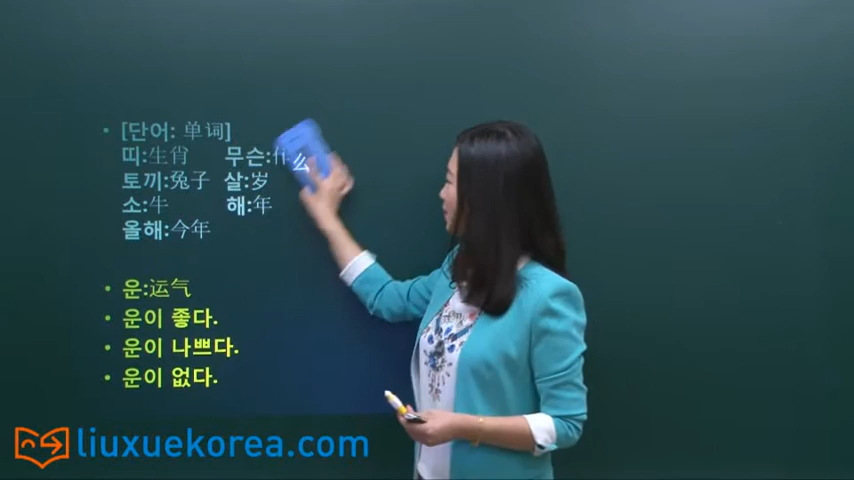 [단어: 单词]
띠:生肖 무슨:什么
토끼:兔子 살:岁
소:牛 해:年
올해:今年
운:运气
운이 좋다.
운이 나쁘다.
운이 없다.
liuxuekorea.com